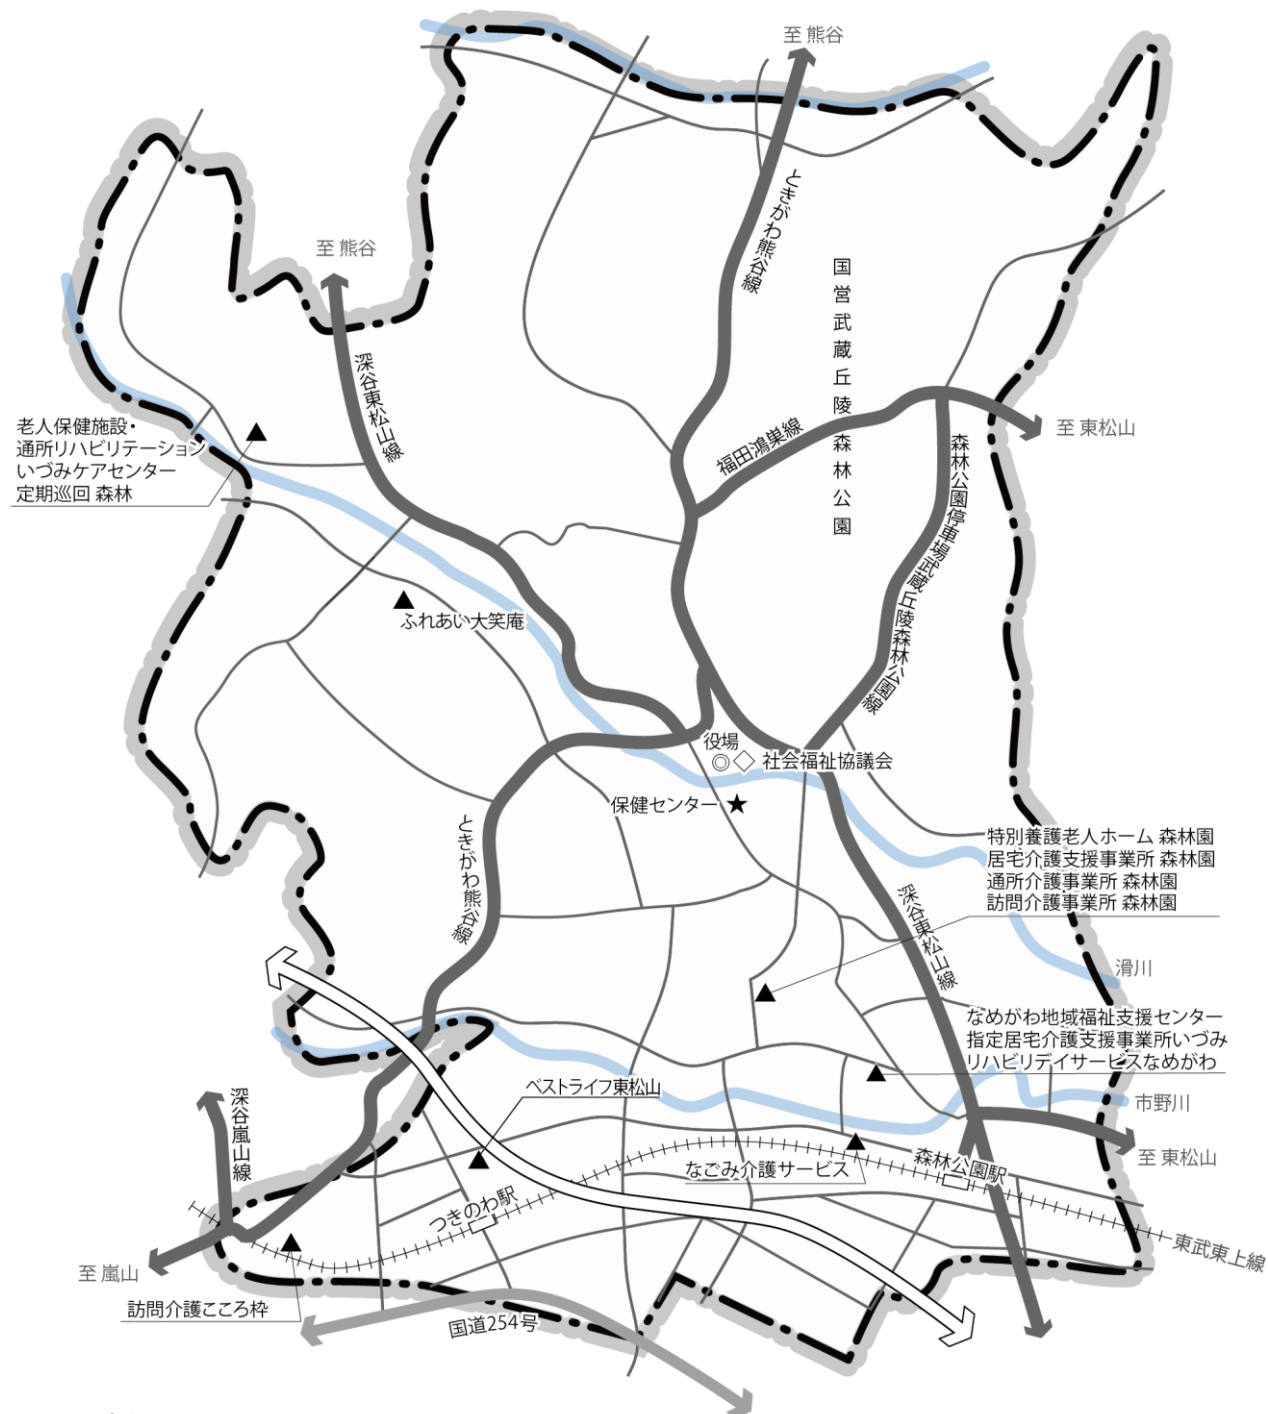 至 熊谷
ときがわ熊谷線
至 熊谷
国営武蔵丘陵森林公園
深谷東松山線
老人保健施設・
通所リハビリテーション
いづみケアセンター
定期巡回 森林
福田鴻巣線
至 東松山
森林公園停車場武蔵丘陵森林公園線
ふれあい大笑庵
役場
社会福祉協議会
保健センター
ときがわ熊谷線
特別養護老人ホーム 森林園
居宅介護支援事業所 森林園
通所介護事業所 森林園
訪問介護事業所 森林園
深谷東松山線
滑川
なめがわ地域福祉支援センター
指定居宅介護支援事業所いづみ
リハビリデイサービスなめがわ
ベストライフ東松山
市野川
深谷嵐山線
至 東松山
なごみ介護サービス
森林公園駅
つきのわ駅
東武東上線
至 嵐山
訪問介護こころ枠
国道254号